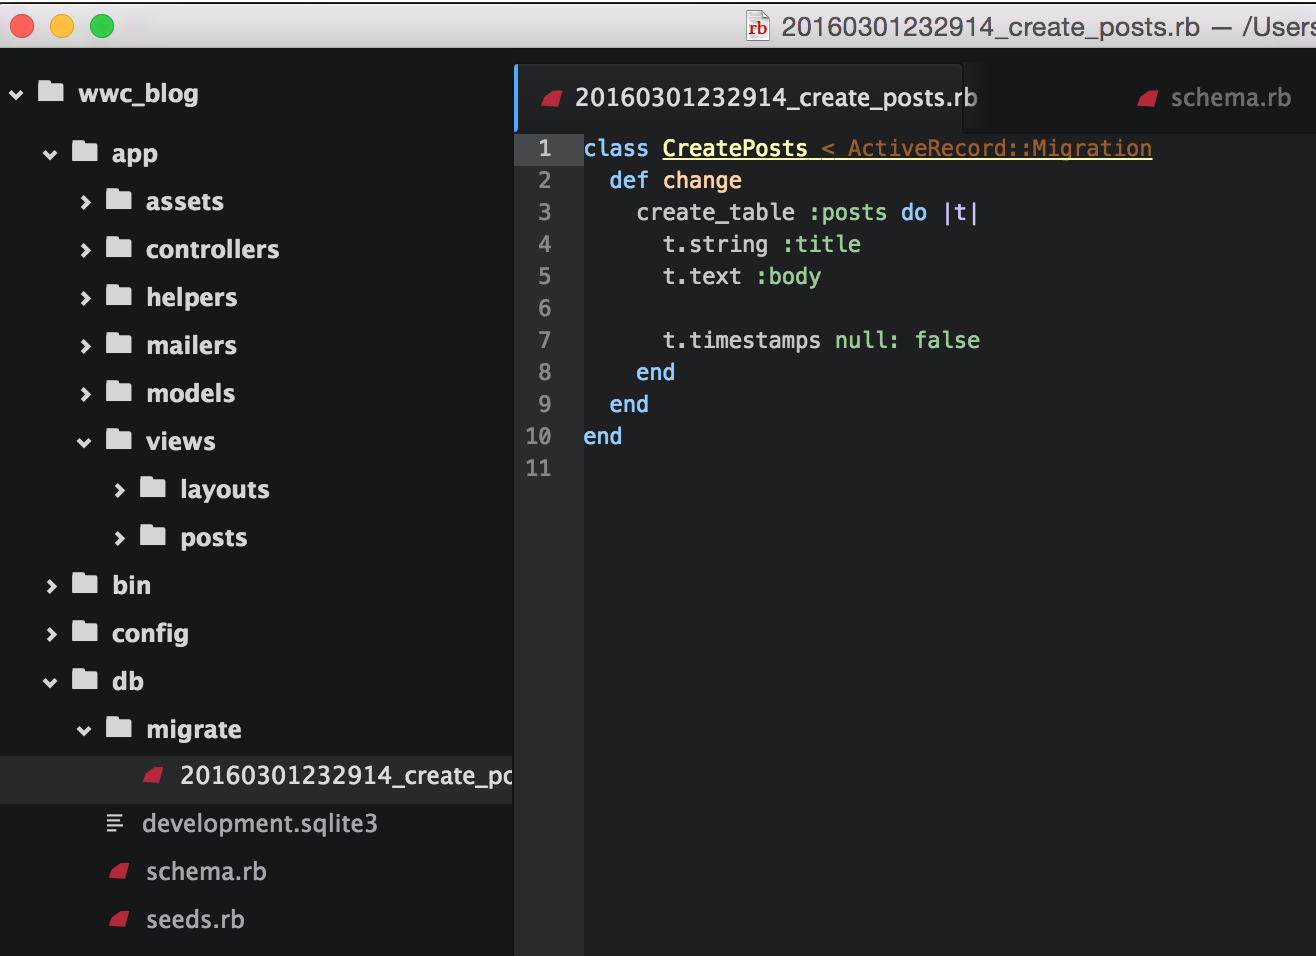 20160301232914_create_posts.rb — /Users
wwc_blog
app
assets
controllers
helpers
mailers
models
views
layouts
posts
bin
config
db
migrate
20160301232914_create_po
development.sqlite3
schema.rb
seeds.rb
20160301232914_create_posts.rb
schema.rb
1 class CreatePosts < ActiveRecord::Migration
2 def change
3 create_table :posts do |t|
4 t.string :title
5 t.text :body
6
7 t.timestamps null: false
8 end
9 end
10 end
11